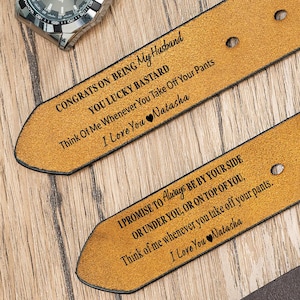 CONGRATS ON BEING My Husband
YOU LUCKY BASTARD
Think Of Me Whenever You Take Off Your Pants
I Love You ♥ Natasha
I PROMISE TO Always BE BY YOUR SIDE
OR UNDER YOU, OR ON TOP OF YOU,
Think of me whenever you take off your pants.
I Love You ♥ Natasha